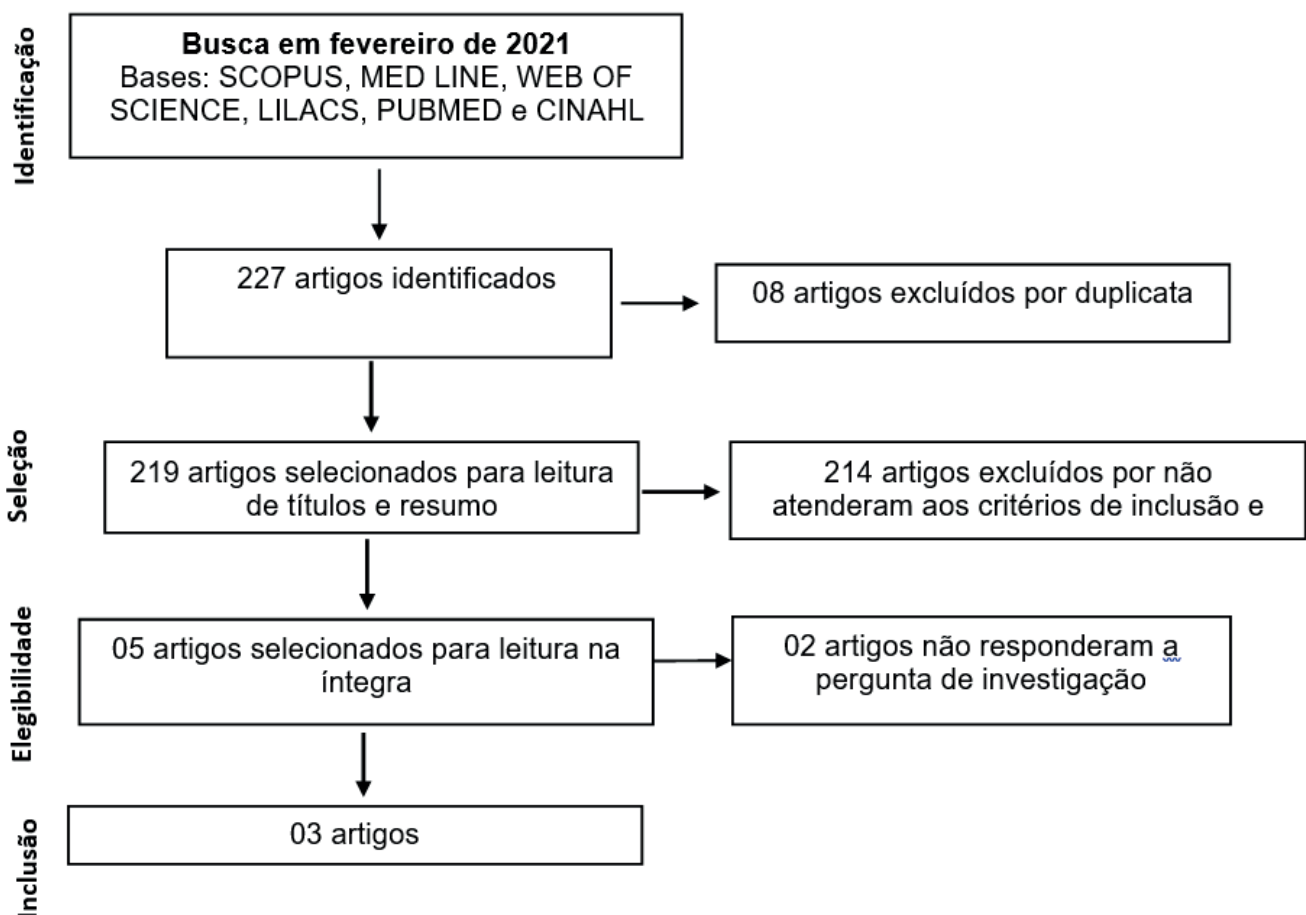 Identificação
Busca em fevereiro de 2021
Bases: SCOPUS, MED LINE, WEB OF
SCIENCE, LILACS, PUBMED e CINAHL
227 artigos identificados
08 artigos excluídos por duplicata
Seleção
219 artigos selecionados para leitura
de títulos e resumo
214 artigos excluídos por não
atenderam aos critérios de inclusão e
Elegibilidade
05 artigos selecionados para leitura na
íntegra
02 artigos não responderam a
pergunta de investigação
Inclusão
03 artigos